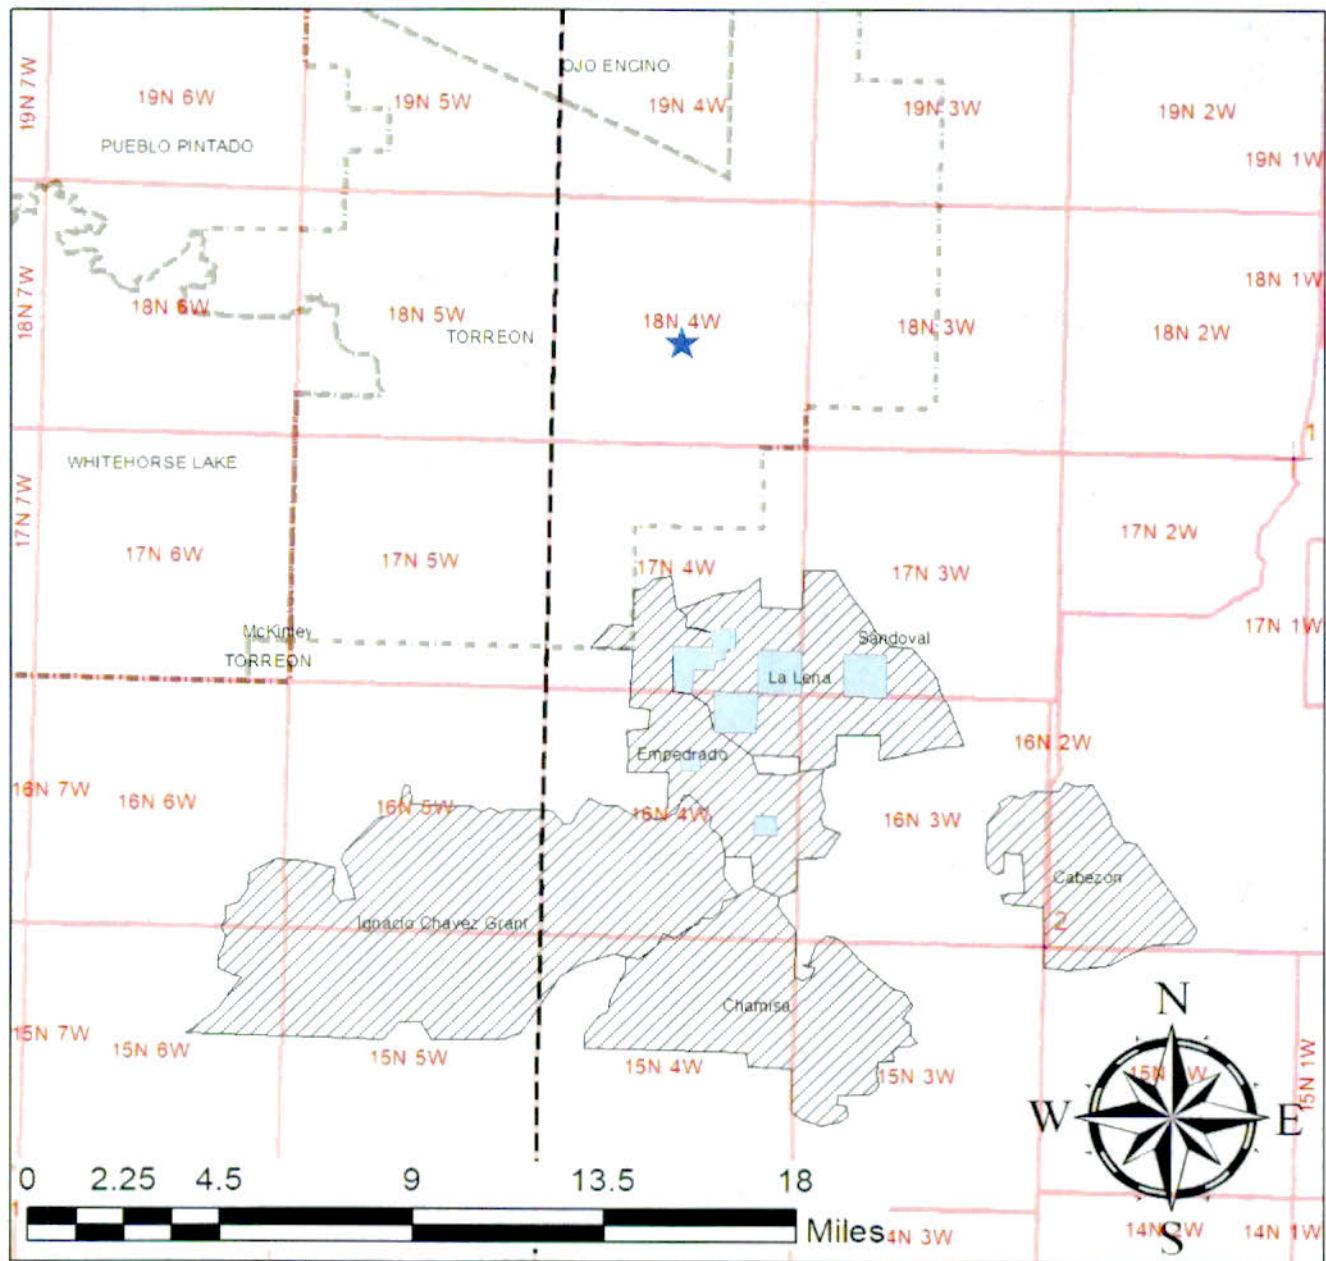 OJO ENCINO
19N 7W
19N 6W
19N 5W
19N 4W
19N 3W
19N 2W
PUEBLO PINTADO
19N 1W
18N 7W
18N 6W
18N 5W
TORREON
18N 4W
18N 3W
18N 2W
18N 1W
1
WHITEHORSE LAKE
17N 7W
17N 6W
17N 5W
17N 4W
17N 3W
17N 2W
17N 1W
McKinley
TORREON
Sandoval
La Lena
Empedrado
16N 2W
16N 7W
16N 6W
16N 5W
16N 4W
16N 3W
Cabezon
Ignacio Chavez Grant
2
Chamisa
15N 7W
15N 6W
15N 5W
15N 4W
15N 3W
15N 1W
N
W
E
S
0 2.25 4.5 9 13.5 18
Miles
1
4N 3W
14N 2W
14N 1W